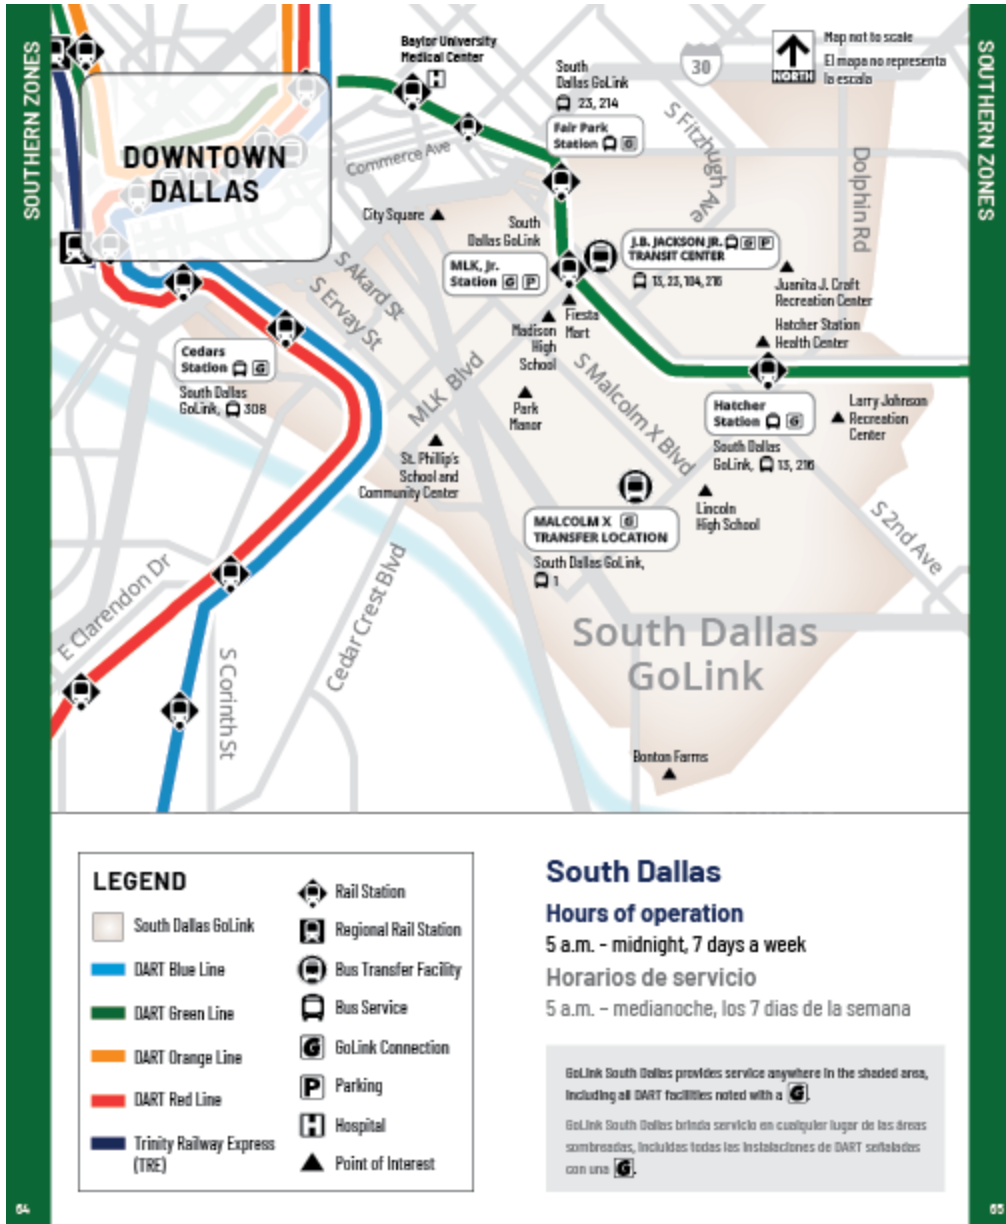 SOUTHERN ZONES
SOUTHERN ZONES
Baylor University
Medical Center
30
NORTH
Map not to scale
El mapa no representa
la escala
South
Dallas GoLink
23, 214
Fair Park
Station G
DOWNTOWN
DALLAS
Commerce Ave
S Fitzhugh Ave
Dolphin Rd
City Square
South
Dallas GoLink
MLK, Jr.
Station G P
J.B. JACKSON JR. G P
TRANSIT CENTER
13, 23, 104, 216
Juanita J. Craft
Recreation Center
S Akard St
S Ervay St
Fiesta
Mart
Madison
High
School
Hatcher Station
Health Center
Cedars
Station G
South Dallas
GoLink, 308
MLK Blvd
S Malcolm X Blvd
Park
Manor
Hatcher
Station G
South Dallas
GoLink, 13, 216
Larry Johnson
Recreation
Center
St. Phillip's
School and
Community Center
Lincoln
High School
MALCOLM X G
TRANSFER LOCATION
South Dallas GoLink,
1
S 2nd Ave
E Clarendon Dr
Cedar Crest Blvd
S Corinth St
South Dallas
GoLink
Bonton Farms
LEGEND
South Dallas GoLink
DART Blue Line
DART Green Line
DART Orange Line
DART Red Line
Trinity Railway Express
(TRE)
Rail Station
Regional Rail Station
Bus Transfer Facility
Bus Service
G GoLink Connection
P Parking
H Hospital
Point of Interest
South Dallas
Hours of operation
5 a.m. – midnight, 7 days a week
Horarios de servicio
5 a.m. – medianoche, los 7 dias de la semana
GoLink South Dallas provides service anywhere in the shaded area,
including all DART facilities noted with a G.
GoLink South Dallas brinda servicio en cualquier lugar de las áreas
sombreadas, incluidas todas las instalaciones de DART señaladas
con una G.
64
65